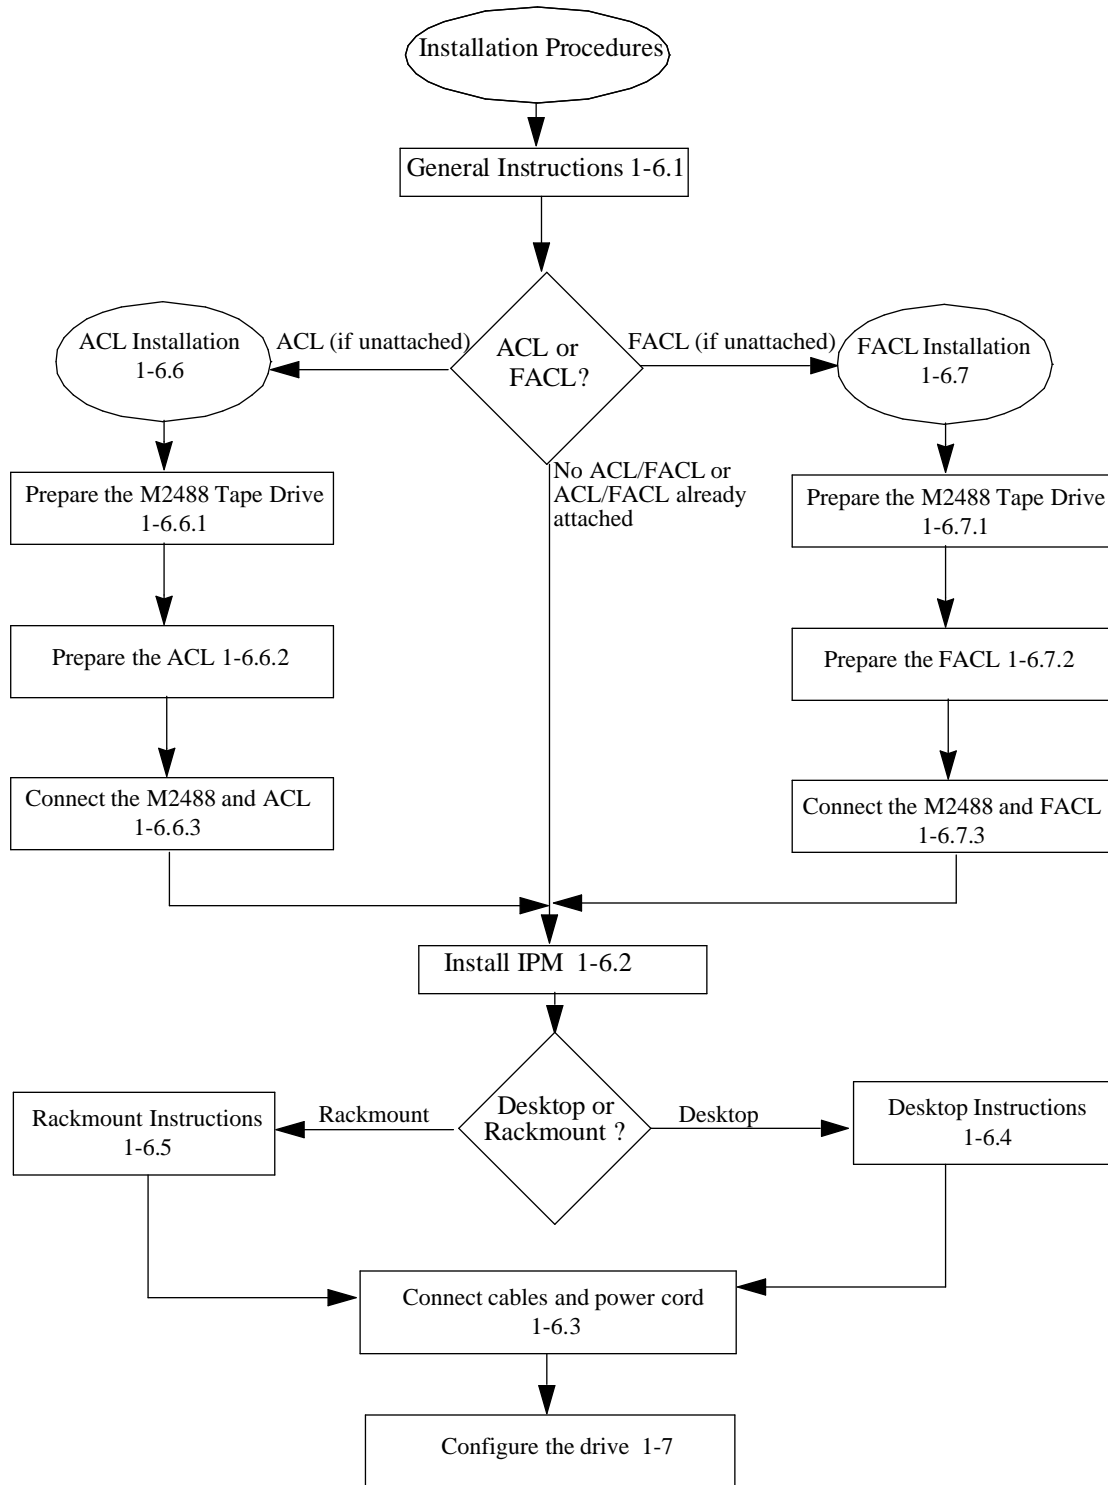 Installation Procedures
General Instructions 1-6.1
ACL or
FACL?
ACL (if unattached)
FACL (if unattached)
No ACL/FACL or
ACL/FACL already
attached
ACL Installation
1-6.6
Prepare the M2488 Tape Drive
1-6.6.1
Prepare the ACL 1-6.6.2
Connect the M2488 and ACL
1-6.6.3
FACL Installation
1-6.7
Prepare the M2488 Tape Drive
1-6.7.1
Prepare the FACL 1-6.7.2
Connect the M2488 and FACL
1-6.7.3
Install IPM 1-6.2
Desktop or
Rackmount ?
Rackmount
Desktop
Rackmount Instructions
1-6.5
Desktop Instructions
1-6.4
Connect cables and power cord
1-6.3
Configure the drive 1-7